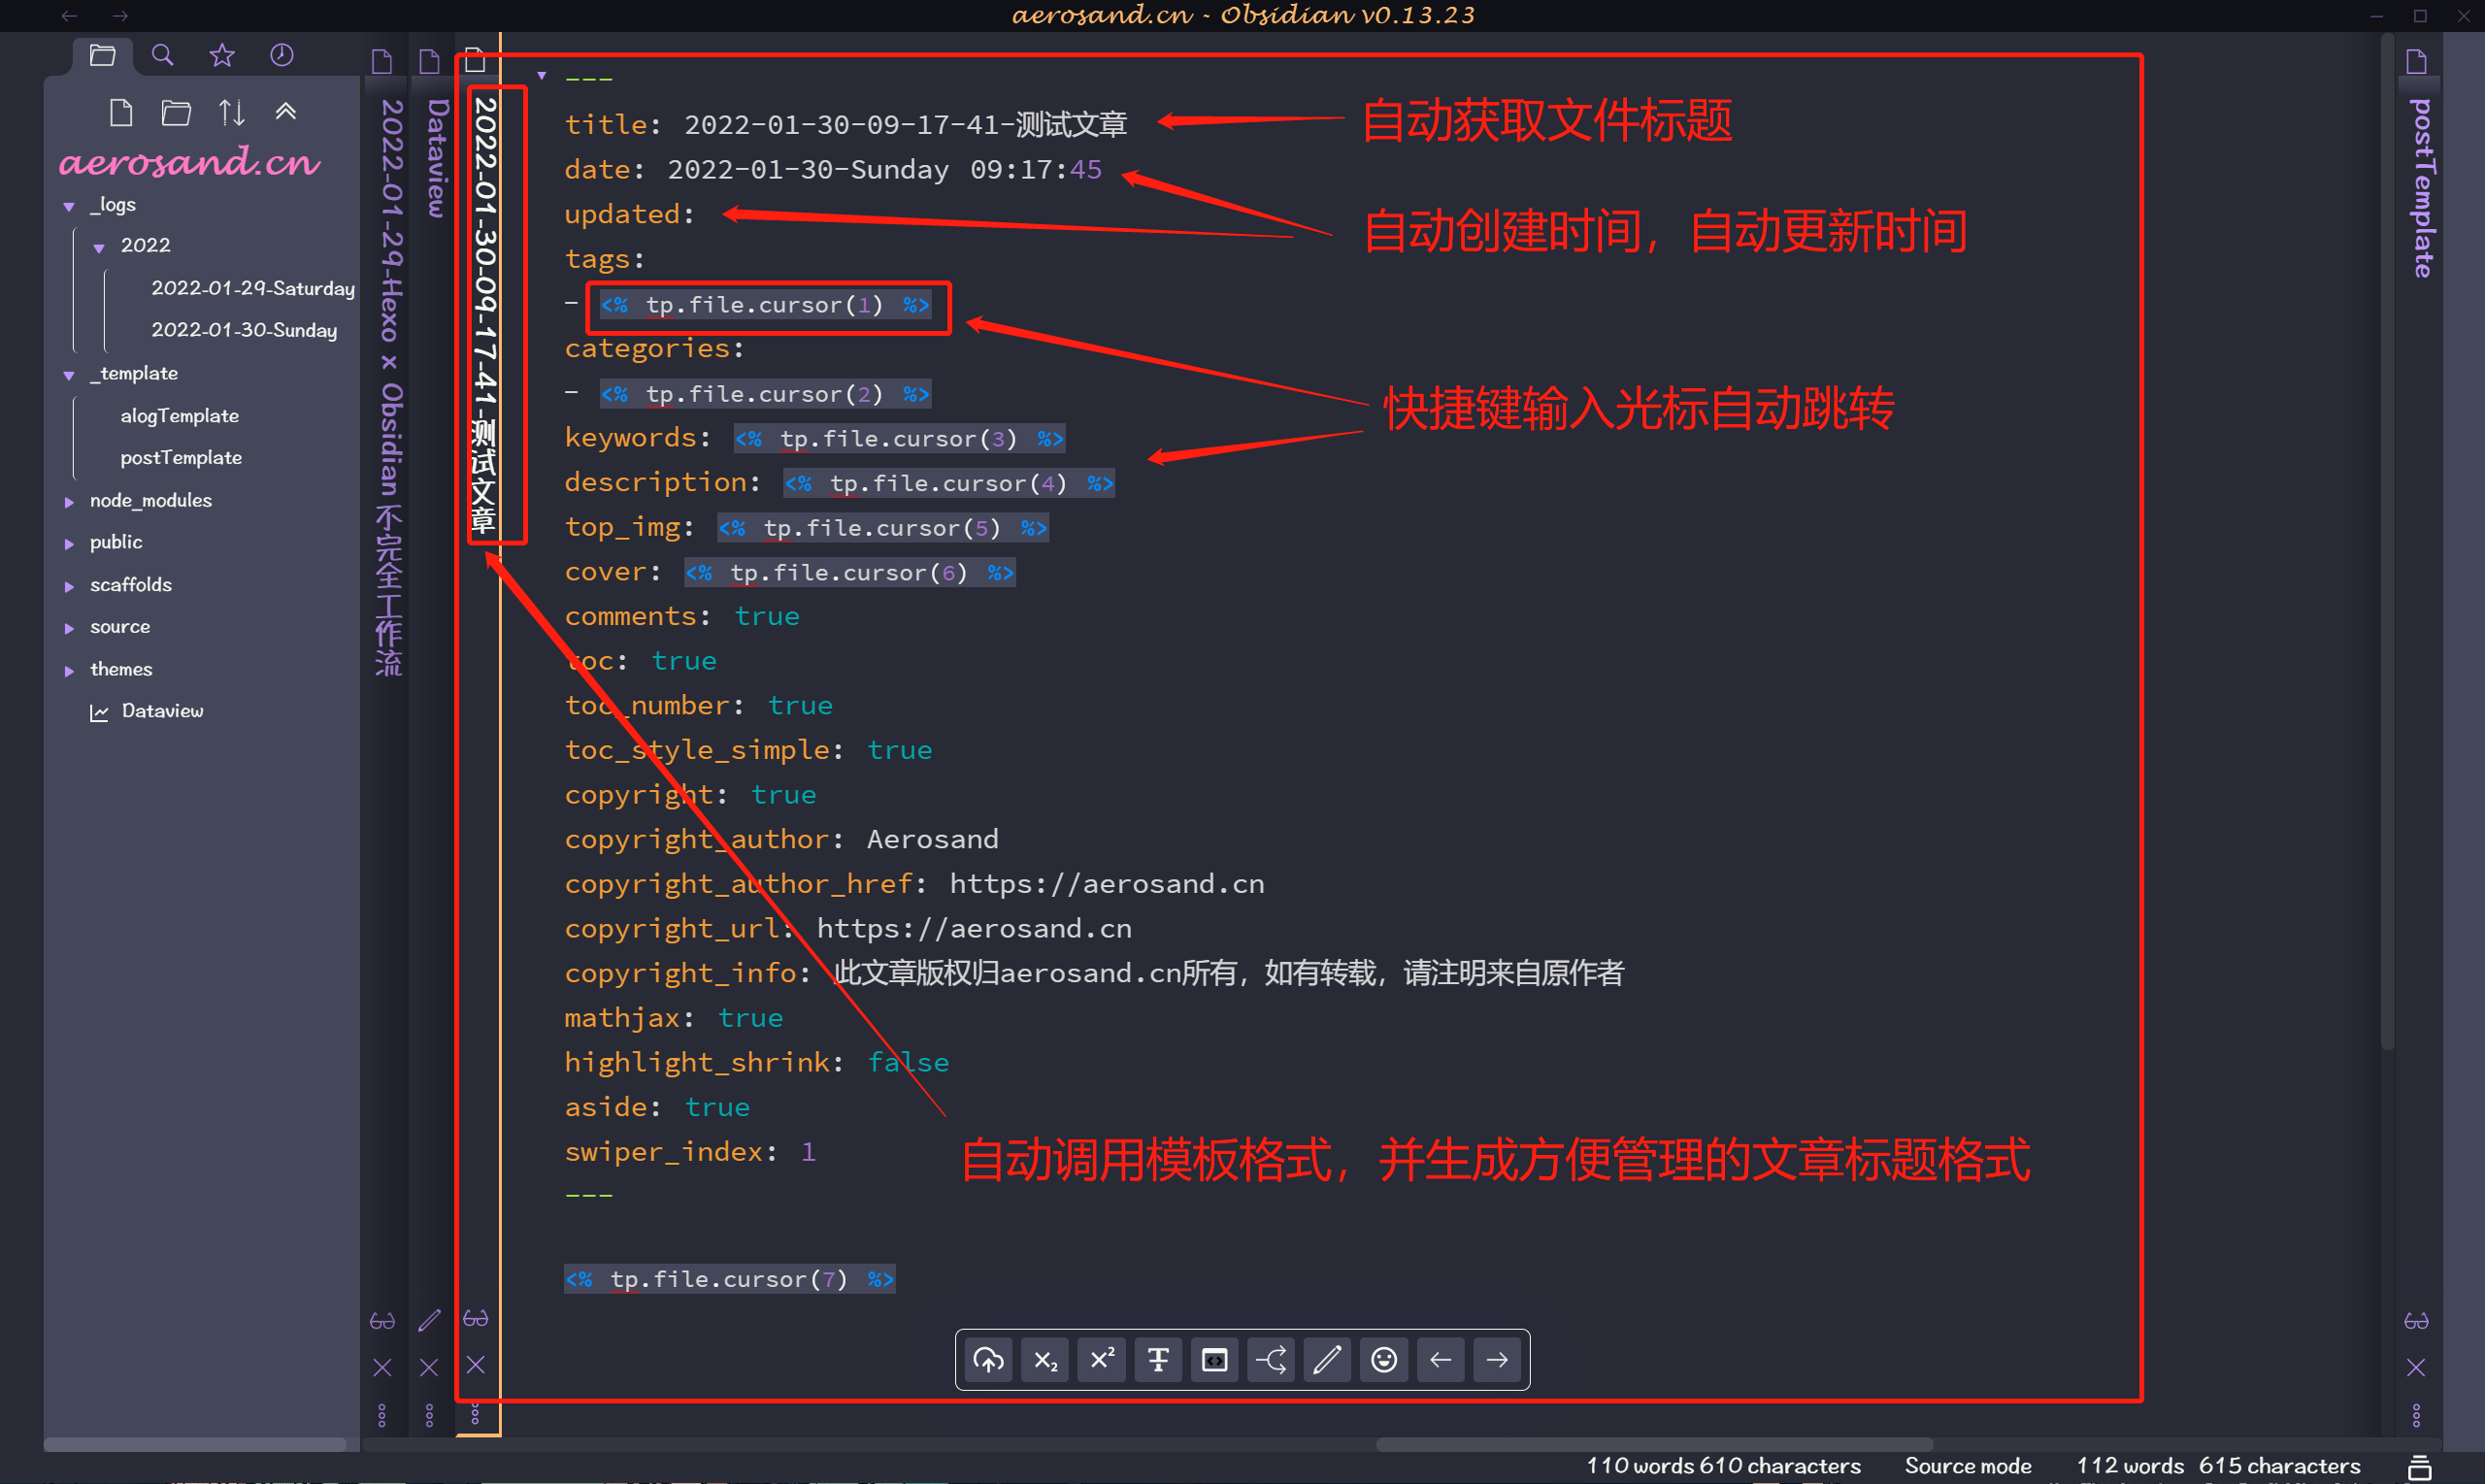 aerosand.cn - Obsidian v0.13.23
aerosand.cn
_logs
2022
2022-01-29-Saturday
2022-01-30-Sunday
_template
alogTemplate
postTemplate
node_modules
public
scaffolds
source
themes
Dataview
2022-01-29-Hexo x Obsidian 不完全工作流
Dataview
2022-01-30-09-17-41-测试文章
---
title: 2022-01-30-09-17-41-测试文章
自动获取文件标题
date: 2022-01-30-Sunday 09:17:45
updated:
自动创建时间，自动更新时间
tags:
- <% tp.file.cursor(1) %>
categories:
- <% tp.file.cursor(2) %>
快捷键输入光标自动跳转
keywords: <% tp.file.cursor(3) %>
description: <% tp.file.cursor(4) %>
top_img: <% tp.file.cursor(5) %>
cover: <% tp.file.cursor(6) %>
comments: true
toc: true
toc_number: true
toc_style_simple: true
copyright: true
copyright_author: Aerosand
copyright_author_href: https://aerosand.cn
copyright_url: https://aerosand.cn
copyright_info: 此文章版权归aerosand.cn所有，如有转载，请注明来自原作者
mathjax: true
highlight_shrink: false
aside: true
swiper_index: 1
自动调用模板格式，并生成方便管理的文章标题格式
---
<% tp.file.cursor(7) %>
postTemplate
110 words 610 characters
Source mode
112 words 615 characters